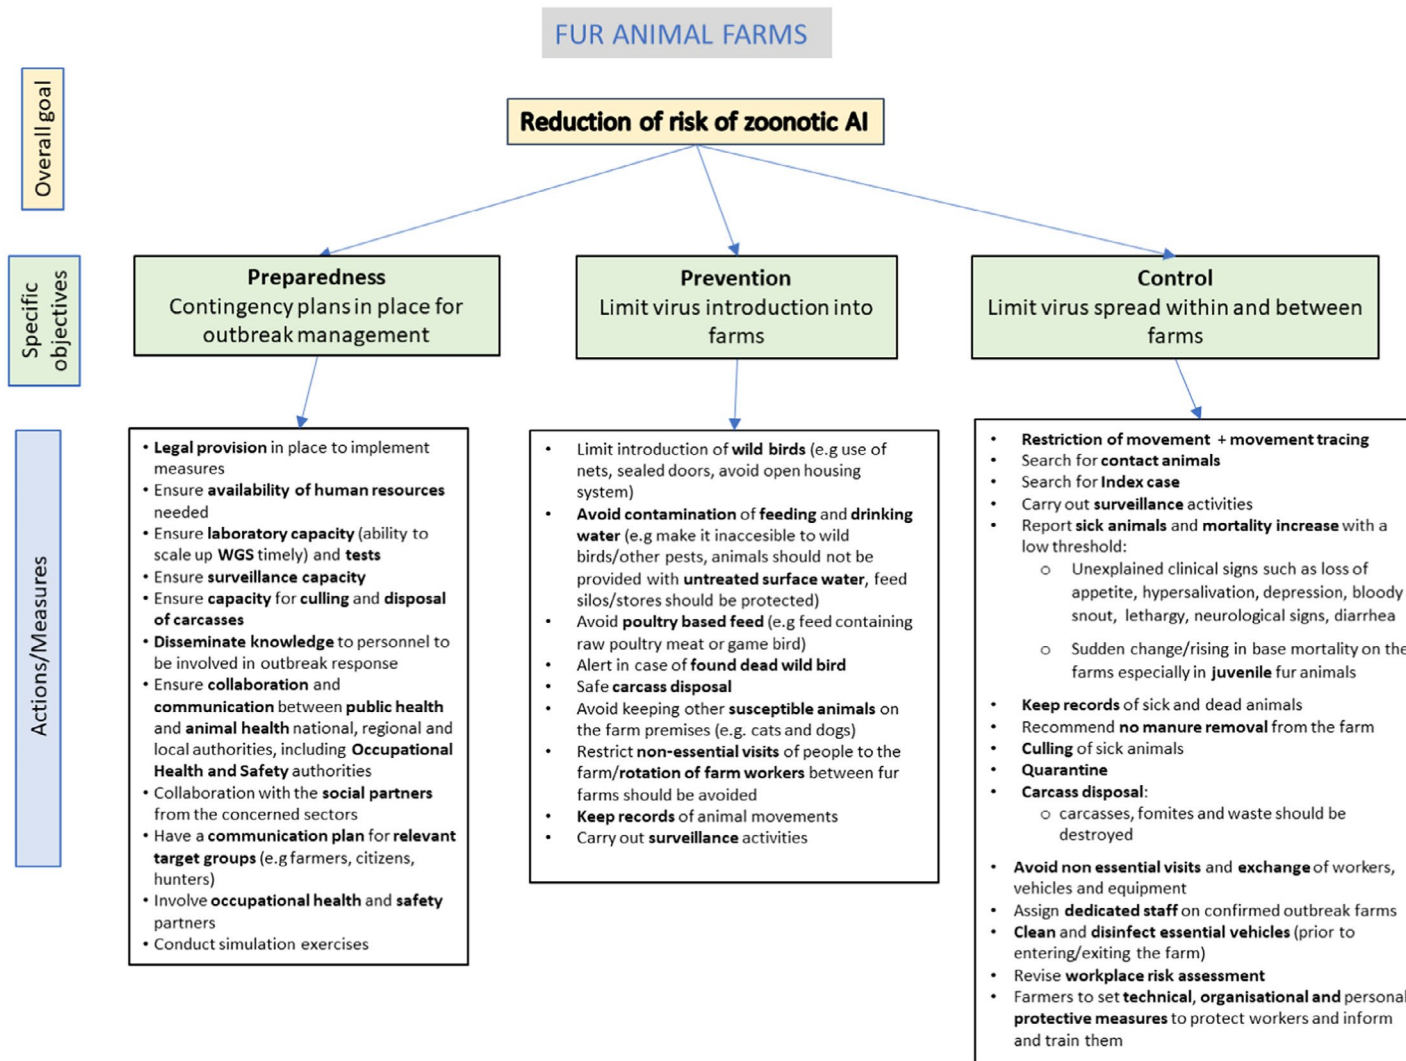 FUR ANIMAL FARMS
Overall goal
Reduction of risk of zoonotic AI
Specific
objectives
Preparedness
Contingency plans in place for
outbreak management
Prevention
Limit virus introduction into
farms
Control
Limit virus spread within and between
farms
Actions/Measures
• Legal provision in place to implement
measures
• Ensure availability of human resources
needed
• Ensure laboratory capacity (ability to
scale up WGS timely) and tests
• Ensure surveillance capacity
• Ensure capacity for culling and disposal
of carcasses
• Disseminate knowledge to personnel to
be involved in outbreak response
• Ensure collaboration and
communication between public health
and animal health national, regional and
local authorities, including Occupational
Health and Safety authorities
• Collaboration with the social partners
from the concerned sectors
• Have a communication plan for relevant
target groups (e.g farmers, citizens,
hunters)
• Involve occupational health and safety
partners
• Conduct simulation exercises
• Limit introduction of wild birds (e.g use of
nets, sealed doors, avoid open housing
system)
• Avoid contamination of feeding and drinking
water (e.g make it inaccesible to wild
birds/other pests, animals should not be
provided with untreated surface water, feed
silos/stores should be protected)
• Avoid poultry based feed (e.g feed containing
raw poultry meat or game bird)
• Alert in case of found dead wild bird
• Safe carcass disposal
• Avoid keeping other susceptible animals on
the farm premises (e.g. cats and dogs)
• Restrict non-essential visits of people to the
farm/rotation of farm workers between fur
farms should be avoided
• Keep records of animal movements
• Carry out surveillance activities
• Restriction of movement + movement tracing
• Search for contact animals
• Search for Index case
• Carry out surveillance activities
• Report sick animals and mortality increase with a
low threshold:
o Unexplained clinical signs such as loss of
appetite, hypersalivation, depression, bloody
snout, lethargy, neurological signs, diarrhea
o Sudden change/rising in base mortality on the
farms especially in juvenile fur animals
• Keep records of sick and dead animals
• Recommend no manure removal from the farm
• Culling of sick animals
• Quarantine
• Carcass disposal:
o carcasses, fomites and waste should be
destroyed
• Avoid non essential visits and exchange of workers,
vehicles and equipment
• Assign dedicated staff on confirmed outbreak farms
• Clean and disinfect essential vehicles (prior to
entering/exiting the farm)
• Revise workplace risk assessment
• Farmers to set technical, organisational and personal
protective measures to protect workers and inform
and train them